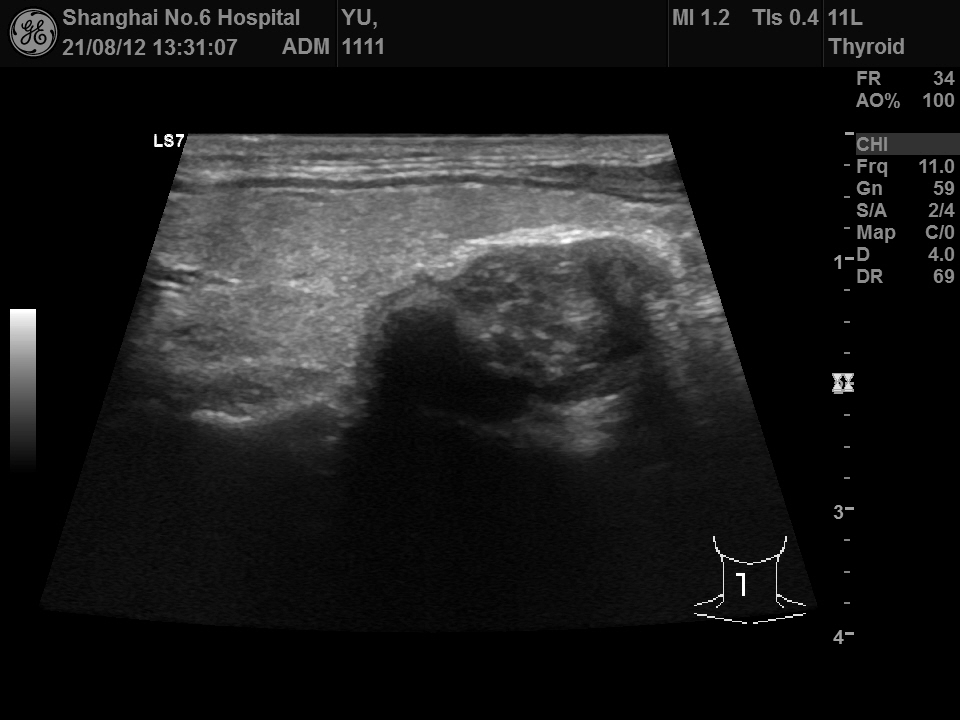 Shanghai No.6 Hospital
21/08/12 13:31:07 ADM
YU,
1111
MI 1.2 TIs 0.4
11L
Thyroid
FR 34
AO% 100
CHI
Frq 11.0
Gn 59
S/A 2/4
Map C/0
D 4.0
DR 69
LS7
1
3
4